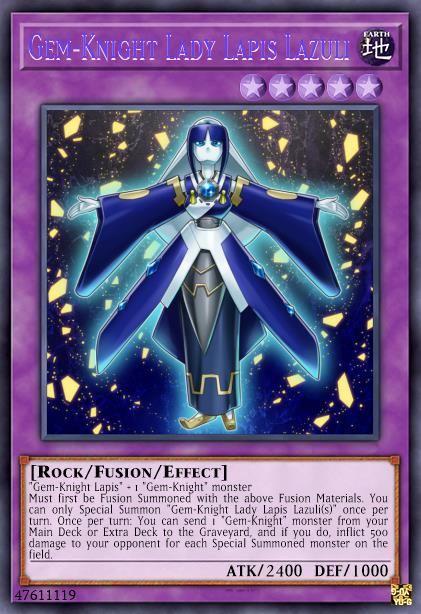 Gem-Knight Lady Lapis Lazuli
EARTH
地
[Rock/Fusion/Effect]
"Gem-Knight Lapis" + 1 "Gem-Knight" monster
Must first be Fusion Summoned with the above Fusion Materials. You
can only Special Summon "Gem-Knight Lady Lapis Lazuli(s)" once per
turn. Once per turn: You can send 1 "Gem-Knight" monster from your
Main Deck or Extra Deck to the Graveyard, and if you do, inflict 500
damage to your opponent for each Special Summoned monster on the
field.
ATK/2400 DEF/1000
47611119